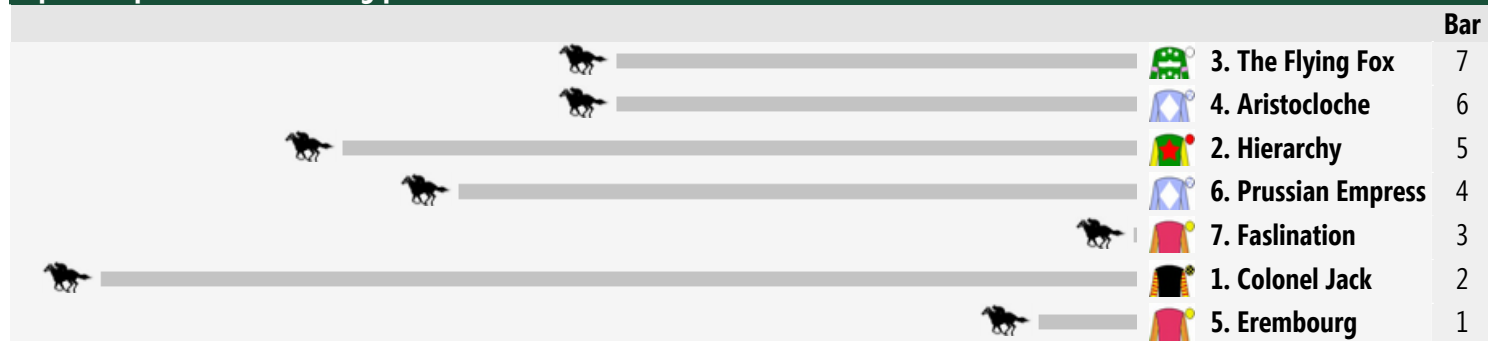 Bar
3. The Flying Fox 7
4. Aristocloche 6
2. Hierarchy 5
6. Prussian Empress 4
7. Faslination 3
1. Colonel Jack 2
5. Erembourg 1